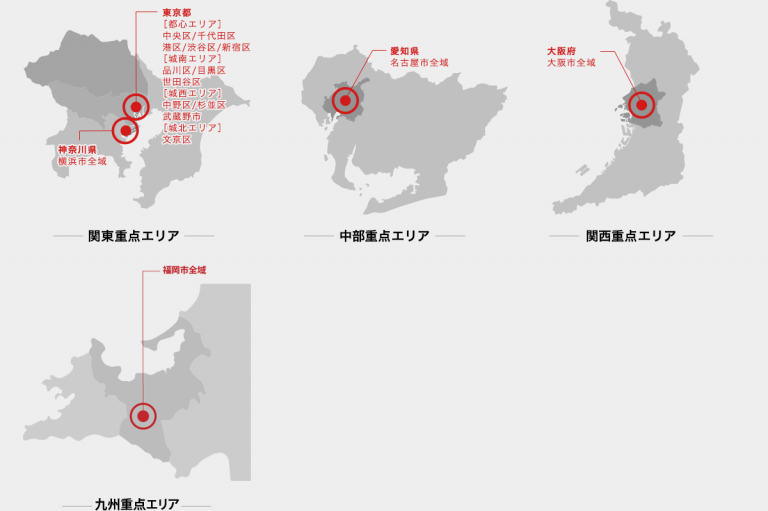 東京都
［都心エリア］
中央区/千代田区
港区/渋谷区/新宿区
［城南エリア］
品川区/目黒区
世田谷区
［城西エリア］
中野区/杉並区
武蔵野市
［城北エリア］
文京区
神奈川県
横浜市全域
関東重点エリア
愛知県
名古屋市全域
中部重点エリア
大阪府
大阪市全域
関西重点エリア
福岡市全域
九州重点エリア